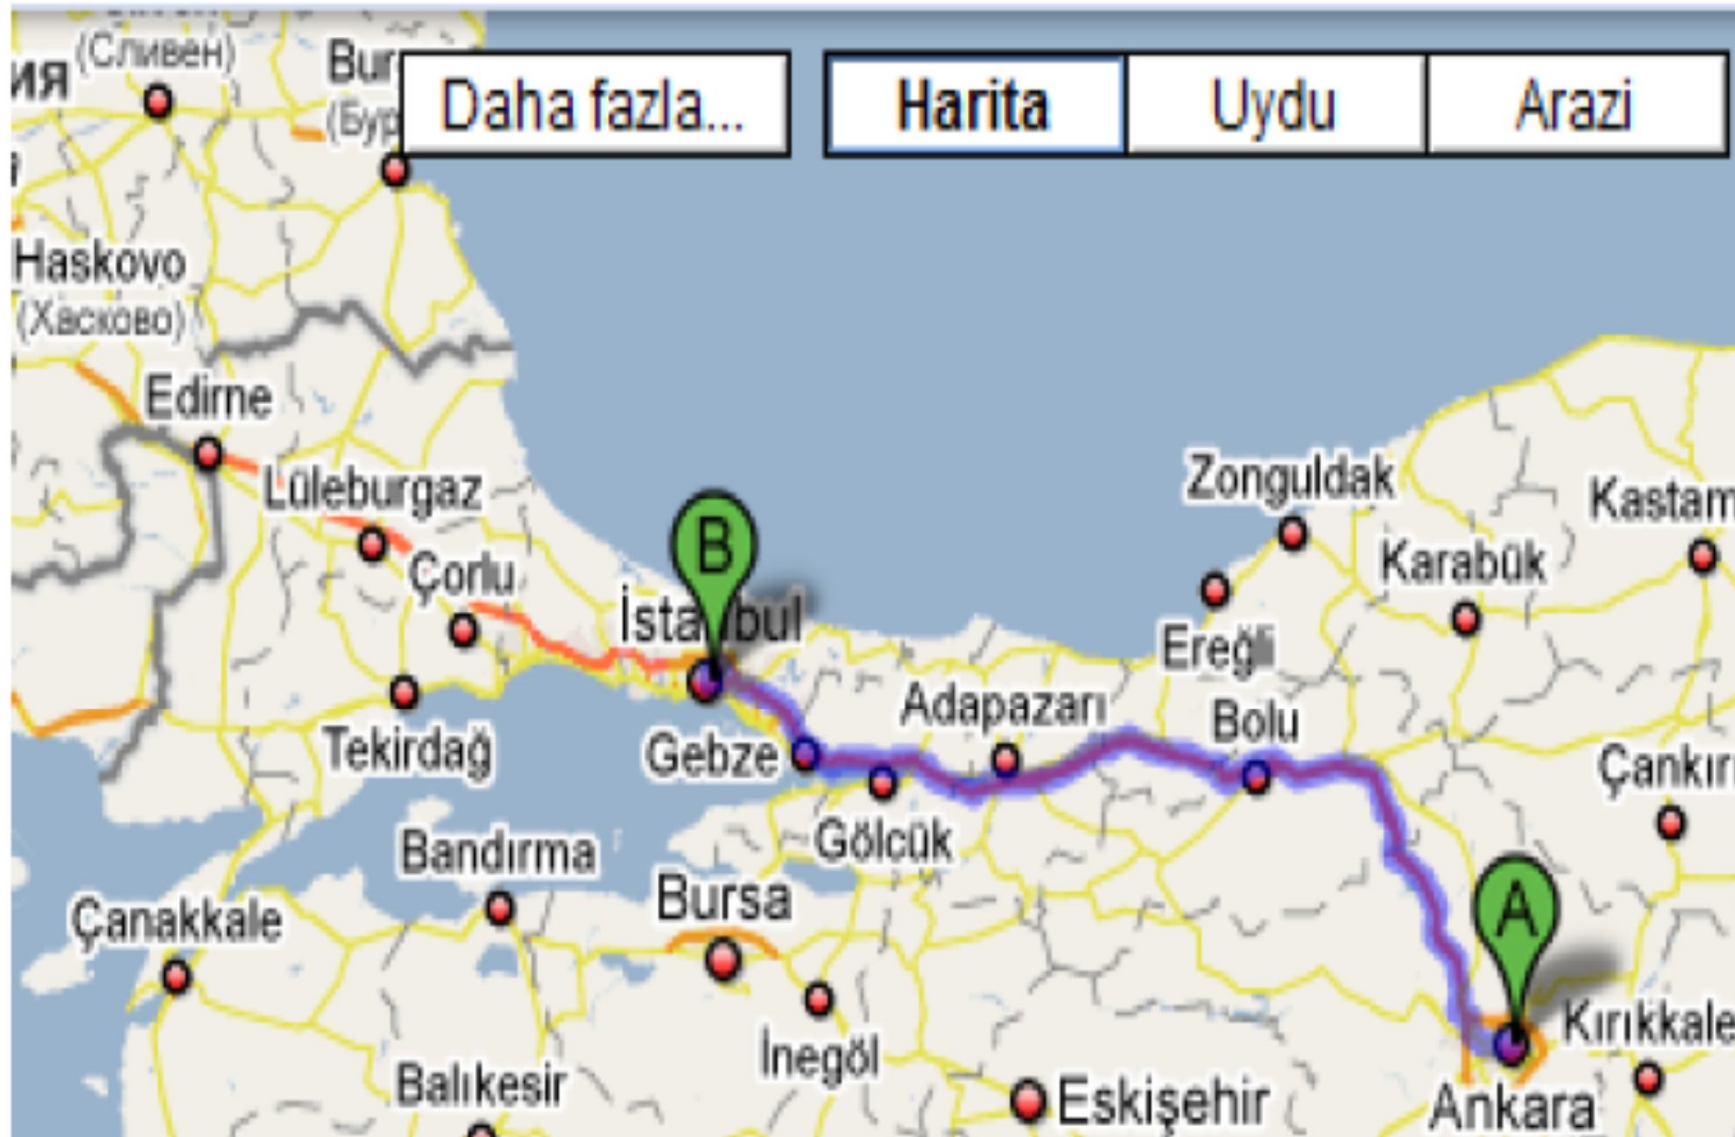 (Сливен)
Daha fazla...
Harita
Uydu
Arazi
Haskovo
(Хасково)
Edirne
Lüleburgaz
Çorlu
B
İstanbul
Zonguldak
Karabük
Ereğli
Adapazarı
Bolu
Gebze
Tekirdağ
Gölcük
Bandırma
Bursa
A
Çanakkale
İnegöl
Kırıkkale
Balıkesir
Eskişehir
Ankara